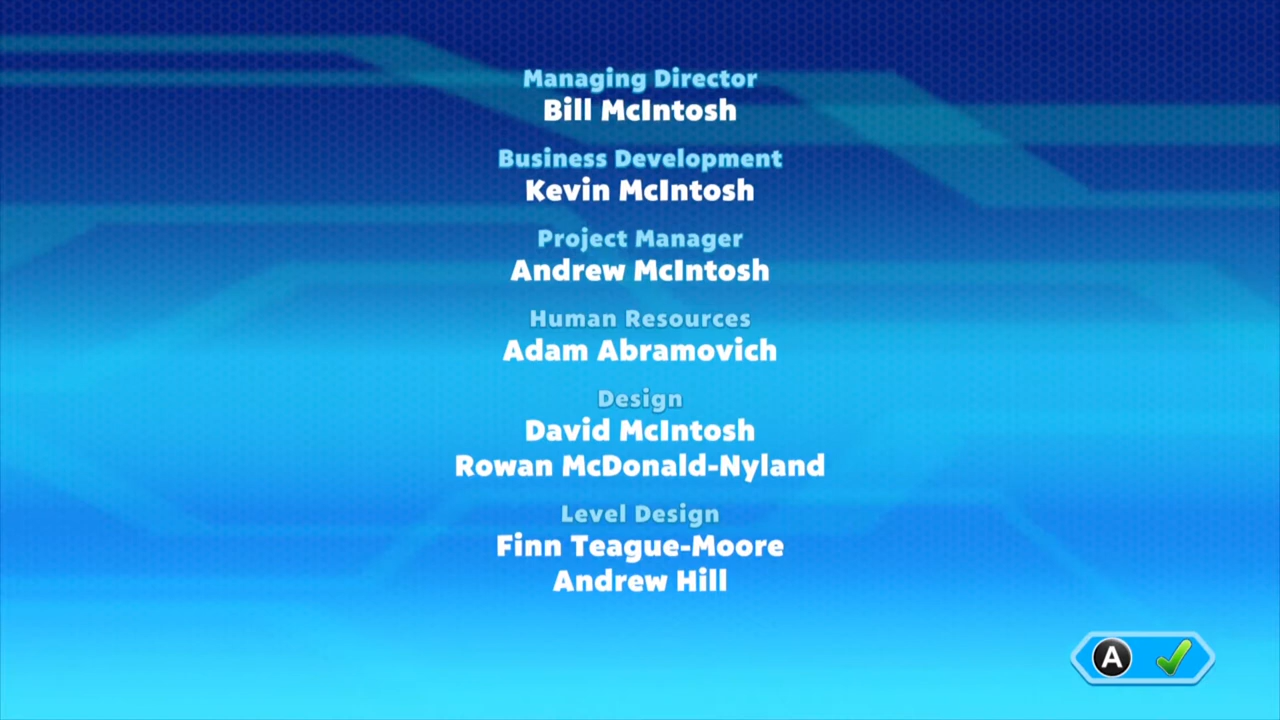 Managing Director
Bill McIntosh
Business Development
Kevin McIntosh
Project Manager
Andrew McIntosh
Human Resources
Adam Abramovich
Design
David McIntosh
Rowan McDonald-Nyland
Level Design
Finn Teague-Moore
Andrew Hill
A